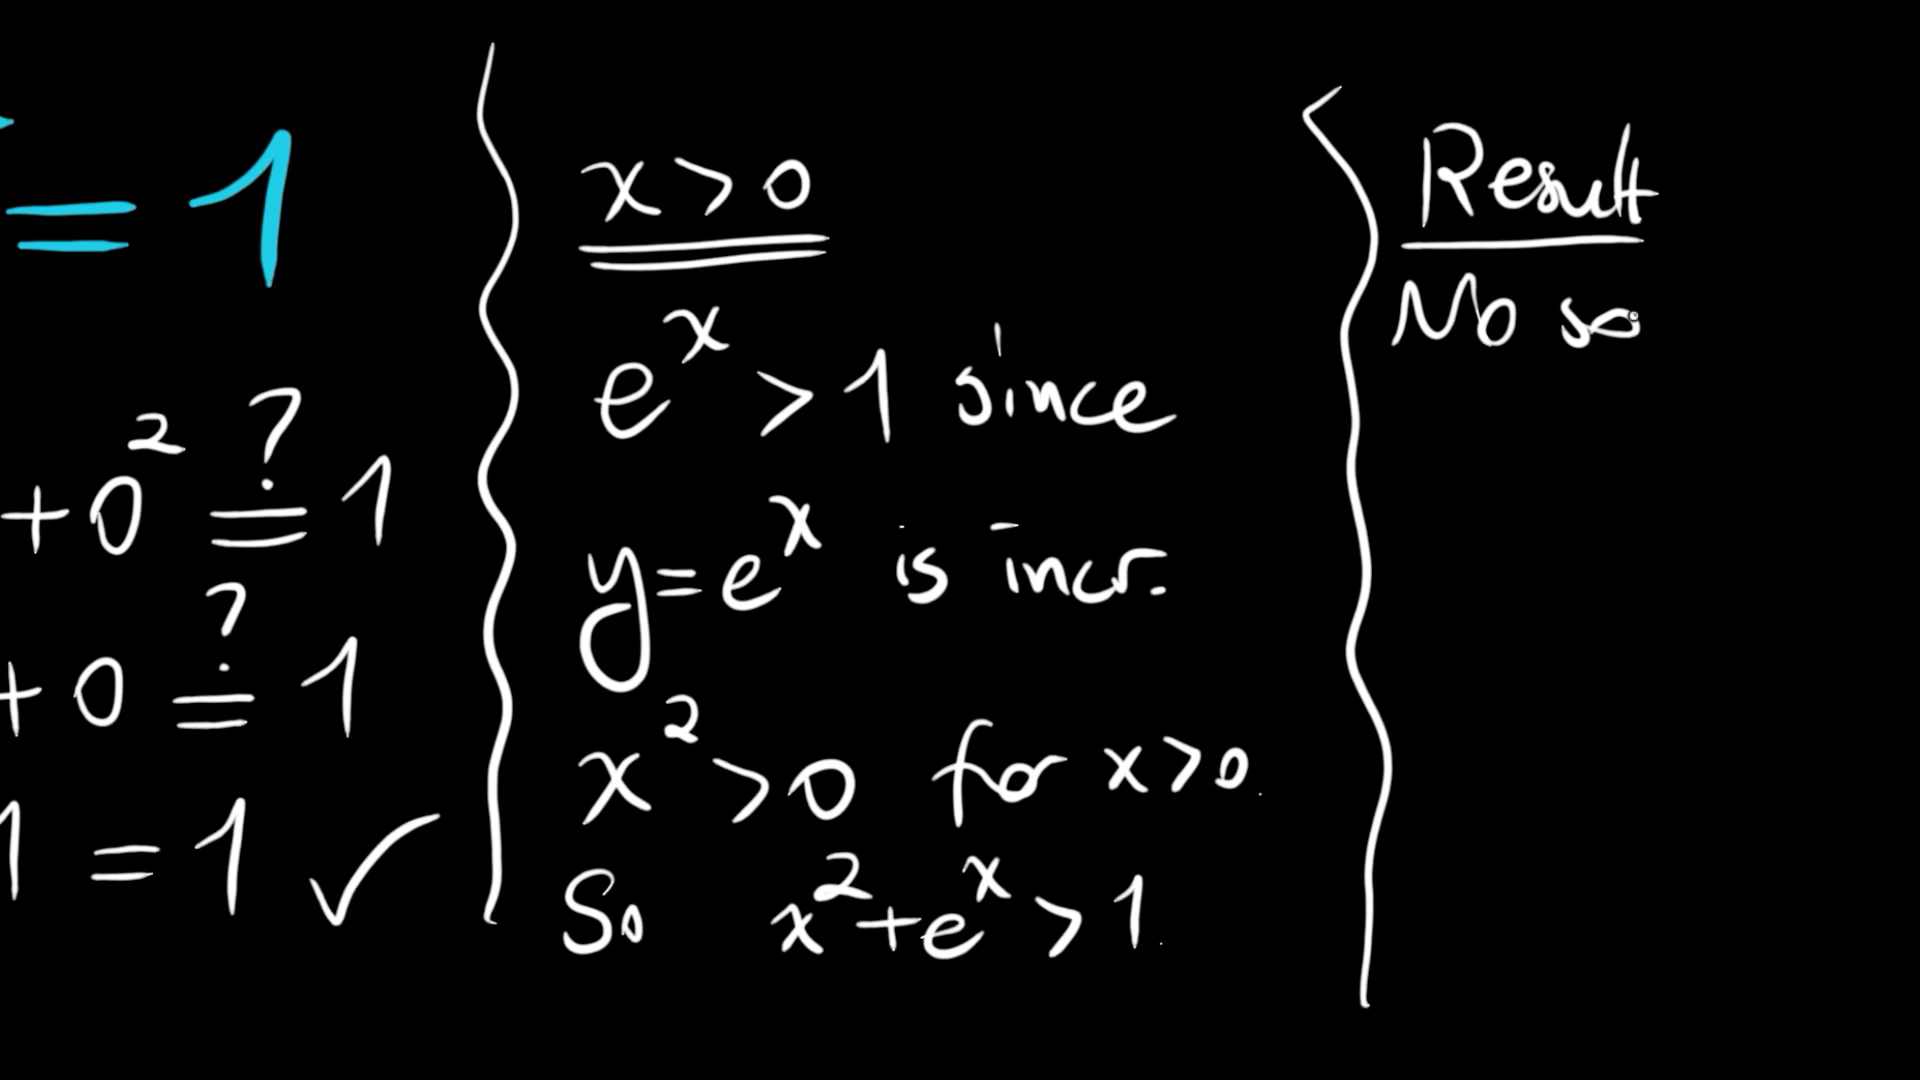 = 1
+ 0² ?= 1
+ 0 ?= 1
1 = 1 ✓
x > 0
eˣ > 1 since
y = eˣ is incr.
x² > 0 for x > 0
So x² + eˣ > 1
Result
No so